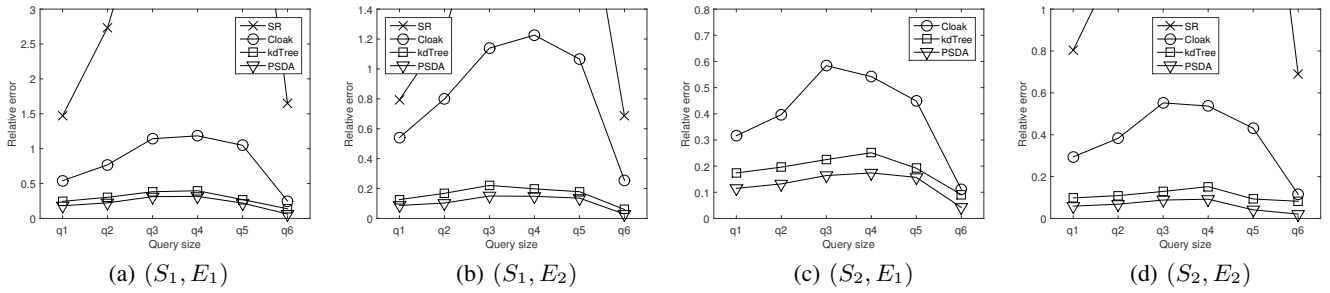 3
2.5
2
1.5
1
0.5
0
Relative error
SR
Cloak
kdTree
PSDA
q1 q2 q3 q4 q5 q6
Query size
(a) (S₁, E₁)
1.4
1.2
1
0.8
0.6
0.4
0.2
0
Relative error
SR
Cloak
kdTree
PSDA
q1 q2 q3 q4 q5 q6
Query size
(b) (S₁, E₂)
0.8
0.7
0.6
0.5
0.4
0.3
0.2
0.1
0
Relative error
Cloak
kdTree
PSDA
q1 q2 q3 q4 q5 q6
Query size
(c) (S₂, E₁)
1
0.8
0.6
0.4
0.2
0
Relative error
SR
Cloak
kdTree
PSDA
q1 q2 q3 q4 q5 q6
Query size
(d) (S₂, E₂)